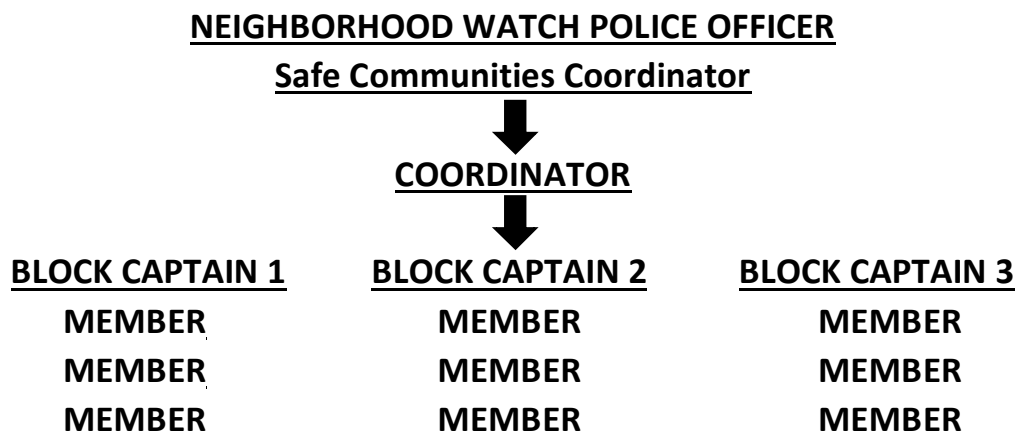 NEIGHBORHOOD WATCH POLICE OFFICER
Safe Communities Coordinator
COORDINATOR
BLOCK CAPTAIN 1 BLOCK CAPTAIN 2 BLOCK CAPTAIN 3
MEMBER MEMBER MEMBER
MEMBER MEMBER MEMBER
MEMBER MEMBER MEMBER